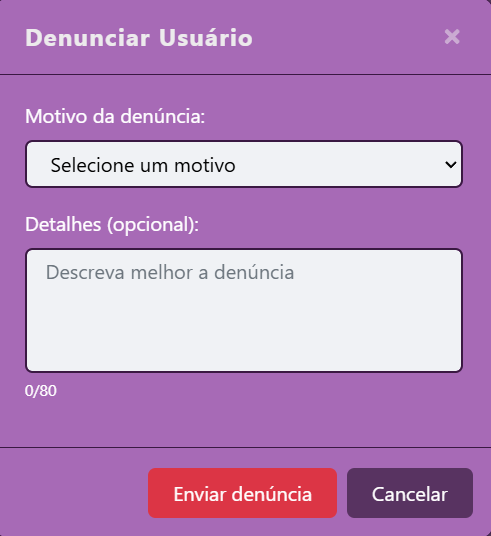 Denunciar Usuário ×
Motivo da denúncia:
Selecione um motivo
Detalhes (opcional):
Descreva melhor a denúncia
0/80
Enviar denúncia Cancelar